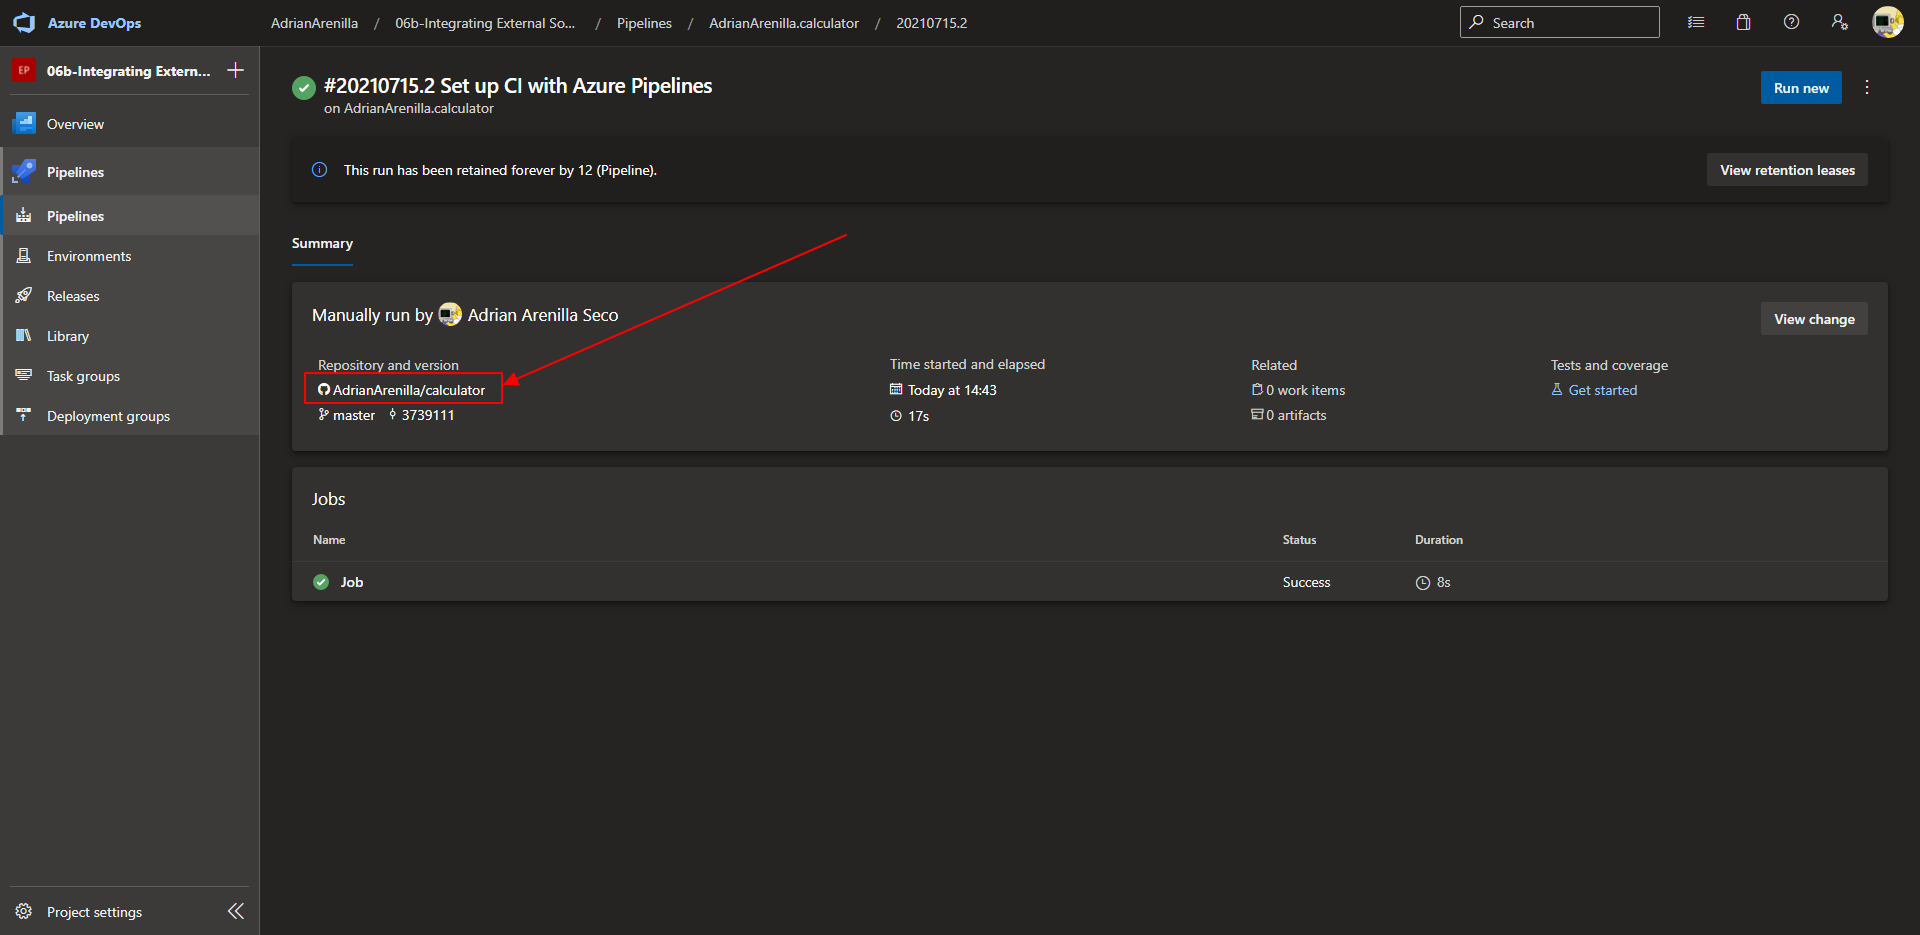 Azure DevOps
AdrianArenilla / 06b-Integrating External So... / Pipelines / AdrianArenilla.calculator / 20210715.2
Search
EP 06b-Integrating Extern...
Overview
Pipelines
Pipelines
Environments
Releases
Library
Task groups
Deployment groups
Project settings
#20210715.2 Set up CI with Azure Pipelines
on AdrianArenilla.calculator
Run new
This run has been retained forever by 12 (Pipeline).
View retention leases
Summary
Manually run by Adrian Arenilla Seco
View change
Repository and version
AdrianArenilla/calculator
master 3739111
Time started and elapsed
Today at 14:43
17s
Related
0 work items
0 artifacts
Tests and coverage
Get started
Jobs
Name Status Duration
Job Success 8s